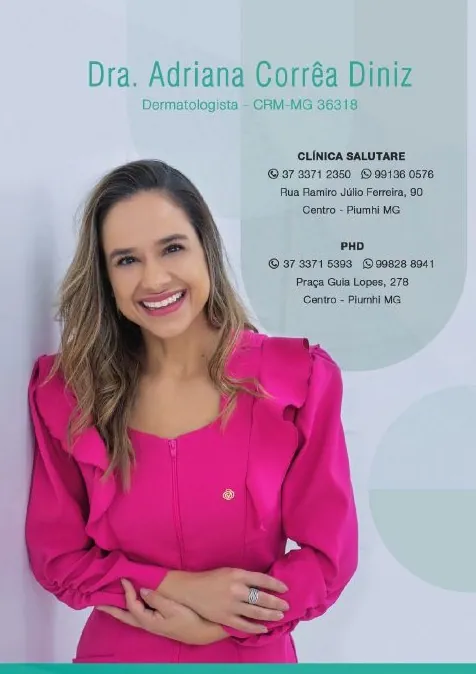 Dra. Adriana Corrêa Diniz
Dermatologista - CRM-MG 36318
CLÍNICA SALUTARE
37 3371 2350 99136 0576
Rua Ramiro Júlio Ferreira, 90
Centro - Piumhi MG
PHD
37 3371 5393 99828 8941
Praça Guia Lopes, 278
Centro - Piumhi MG